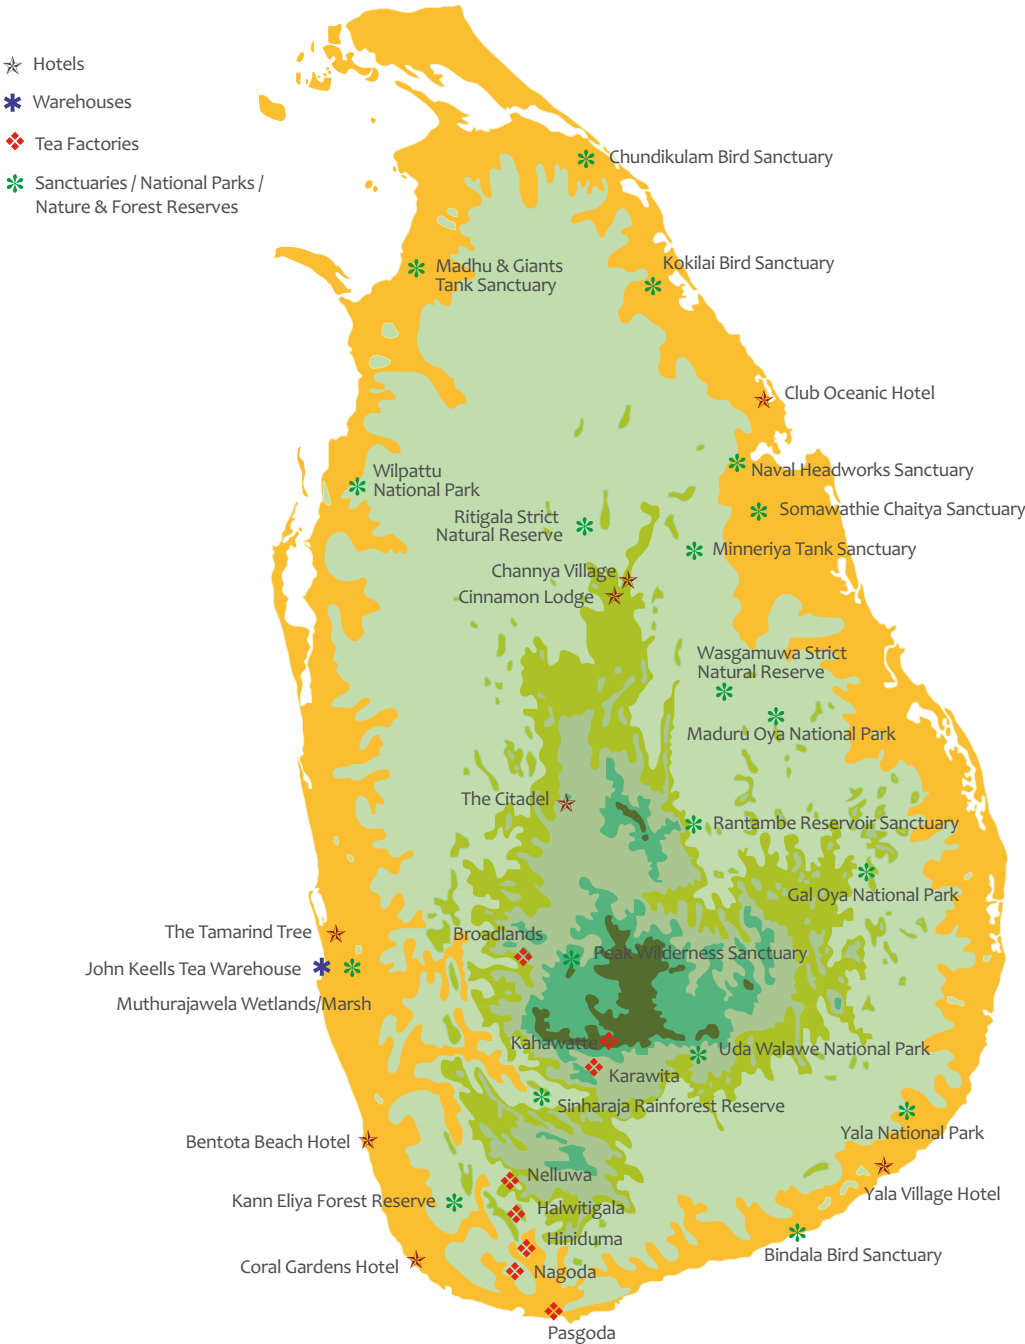 Hotels
Warehouses
Tea Factories
Sanctuaries / National Parks /
Nature & Forest Reserves
Chundikulam Bird Sanctuary
Madhu & Giants
Tank Sanctuary
Kokilai Bird Sanctuary
Club Oceanic Hotel
Wilpattu
National Park
Naval Headworks Sanctuary
Ritigala Strict
Natural Reserve
Somawathie Chaitya Sanctuary
Minneriya Tank Sanctuary
Channya Village
Cinnamon Lodge
Wasgamuwa Strict
Natural Reserve
Maduru Oya National Park
The Citadel
Rantambe Reservoir Sanctuary
Gal Oya National Park
The Tamarind Tree
Broadlands
Peak Wilderness Sanctuary
John Keells Tea Warehouse
Muthurajawela Wetlands/Marsh
Kahawatte
Uda Walawe National Park
Karawita
Sinharaja Rainforest Reserve
Yala National Park
Bentota Beach Hotel
Nelluwa
Yala Village Hotel
Kann Eliya Forest Reserve
Halwitigala
Hiniduma
Bindala Bird Sanctuary
Coral Gardens Hotel
Nagoda
Pasgoda